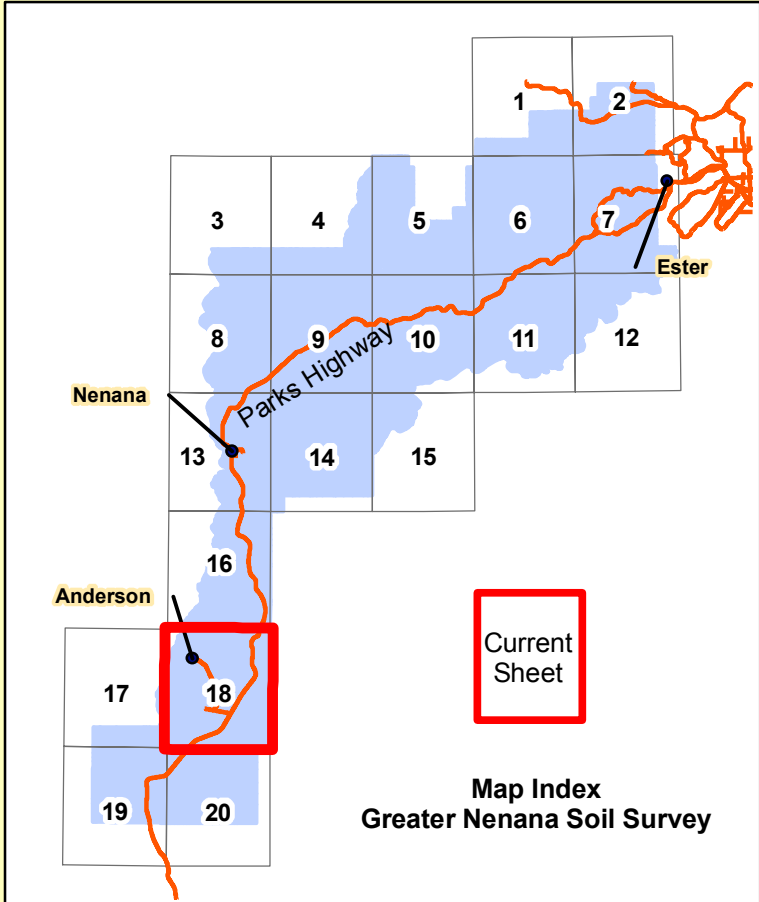 1
2
3
4
5
6
7
Ester
8
9
10
11
12
Parks Highway
Nenana
13
14
15
16
Anderson
17
18
Current
Sheet
19
20
Map Index
Greater Nenana Soil Survey